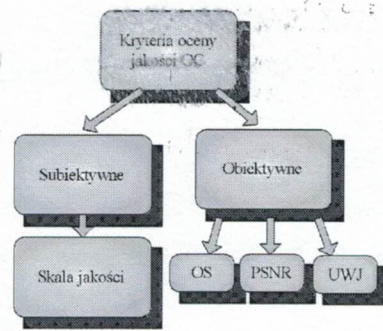 Kryteria oceny
jakości OC
Subiektywne
Obiektywne
Skala jakości
OS
PSNR
UWJ